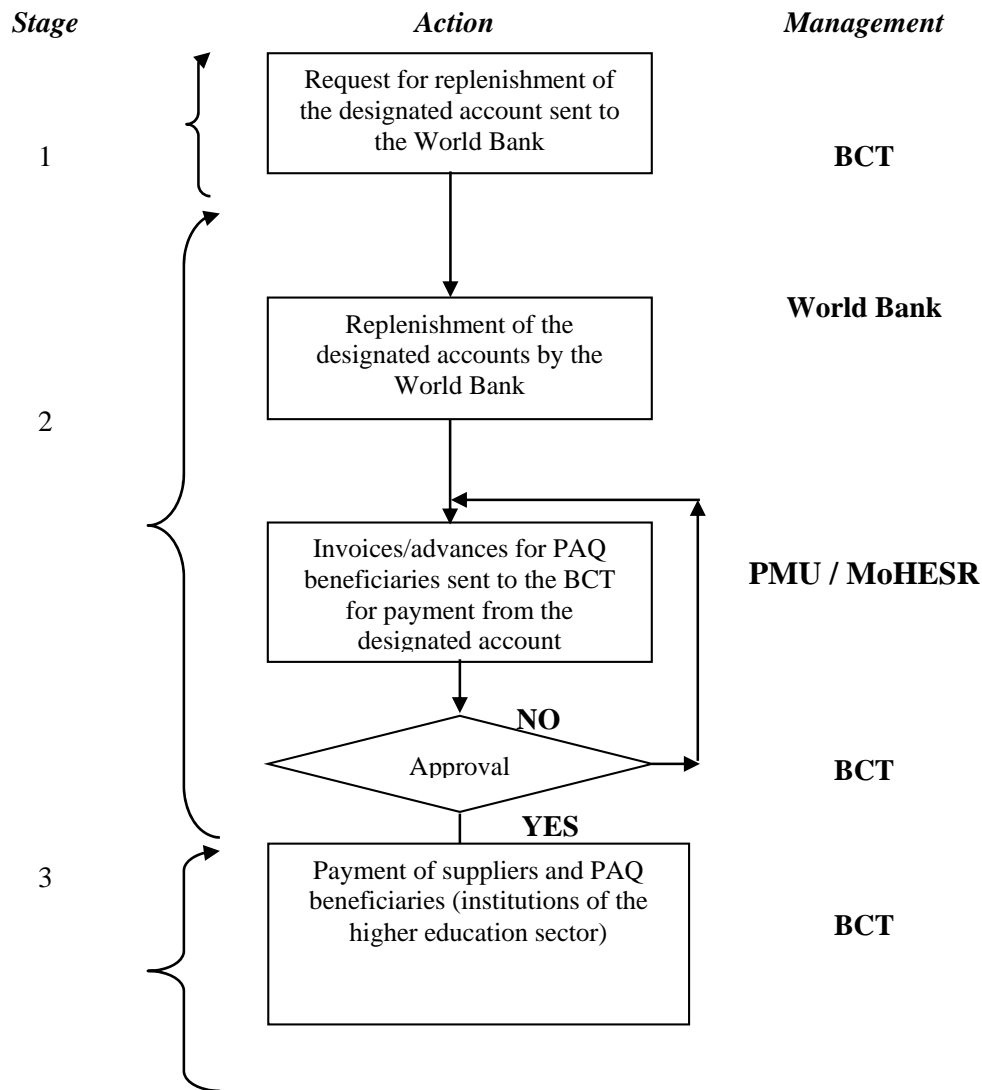 Stage Action Management
Request for replenishment of
the designated account sent to
the World Bank
1 BCT
World Bank
Replenishment of the
designated accounts by the
World Bank
2
Invoices/advances for PAQ
beneficiaries sent to the BCT
for payment from the
designated account
PMU / MoHESR
NO
Approval
BCT
YES
3
Payment of suppliers and PAQ
beneficiaries (institutions of the
higher education sector)
BCT